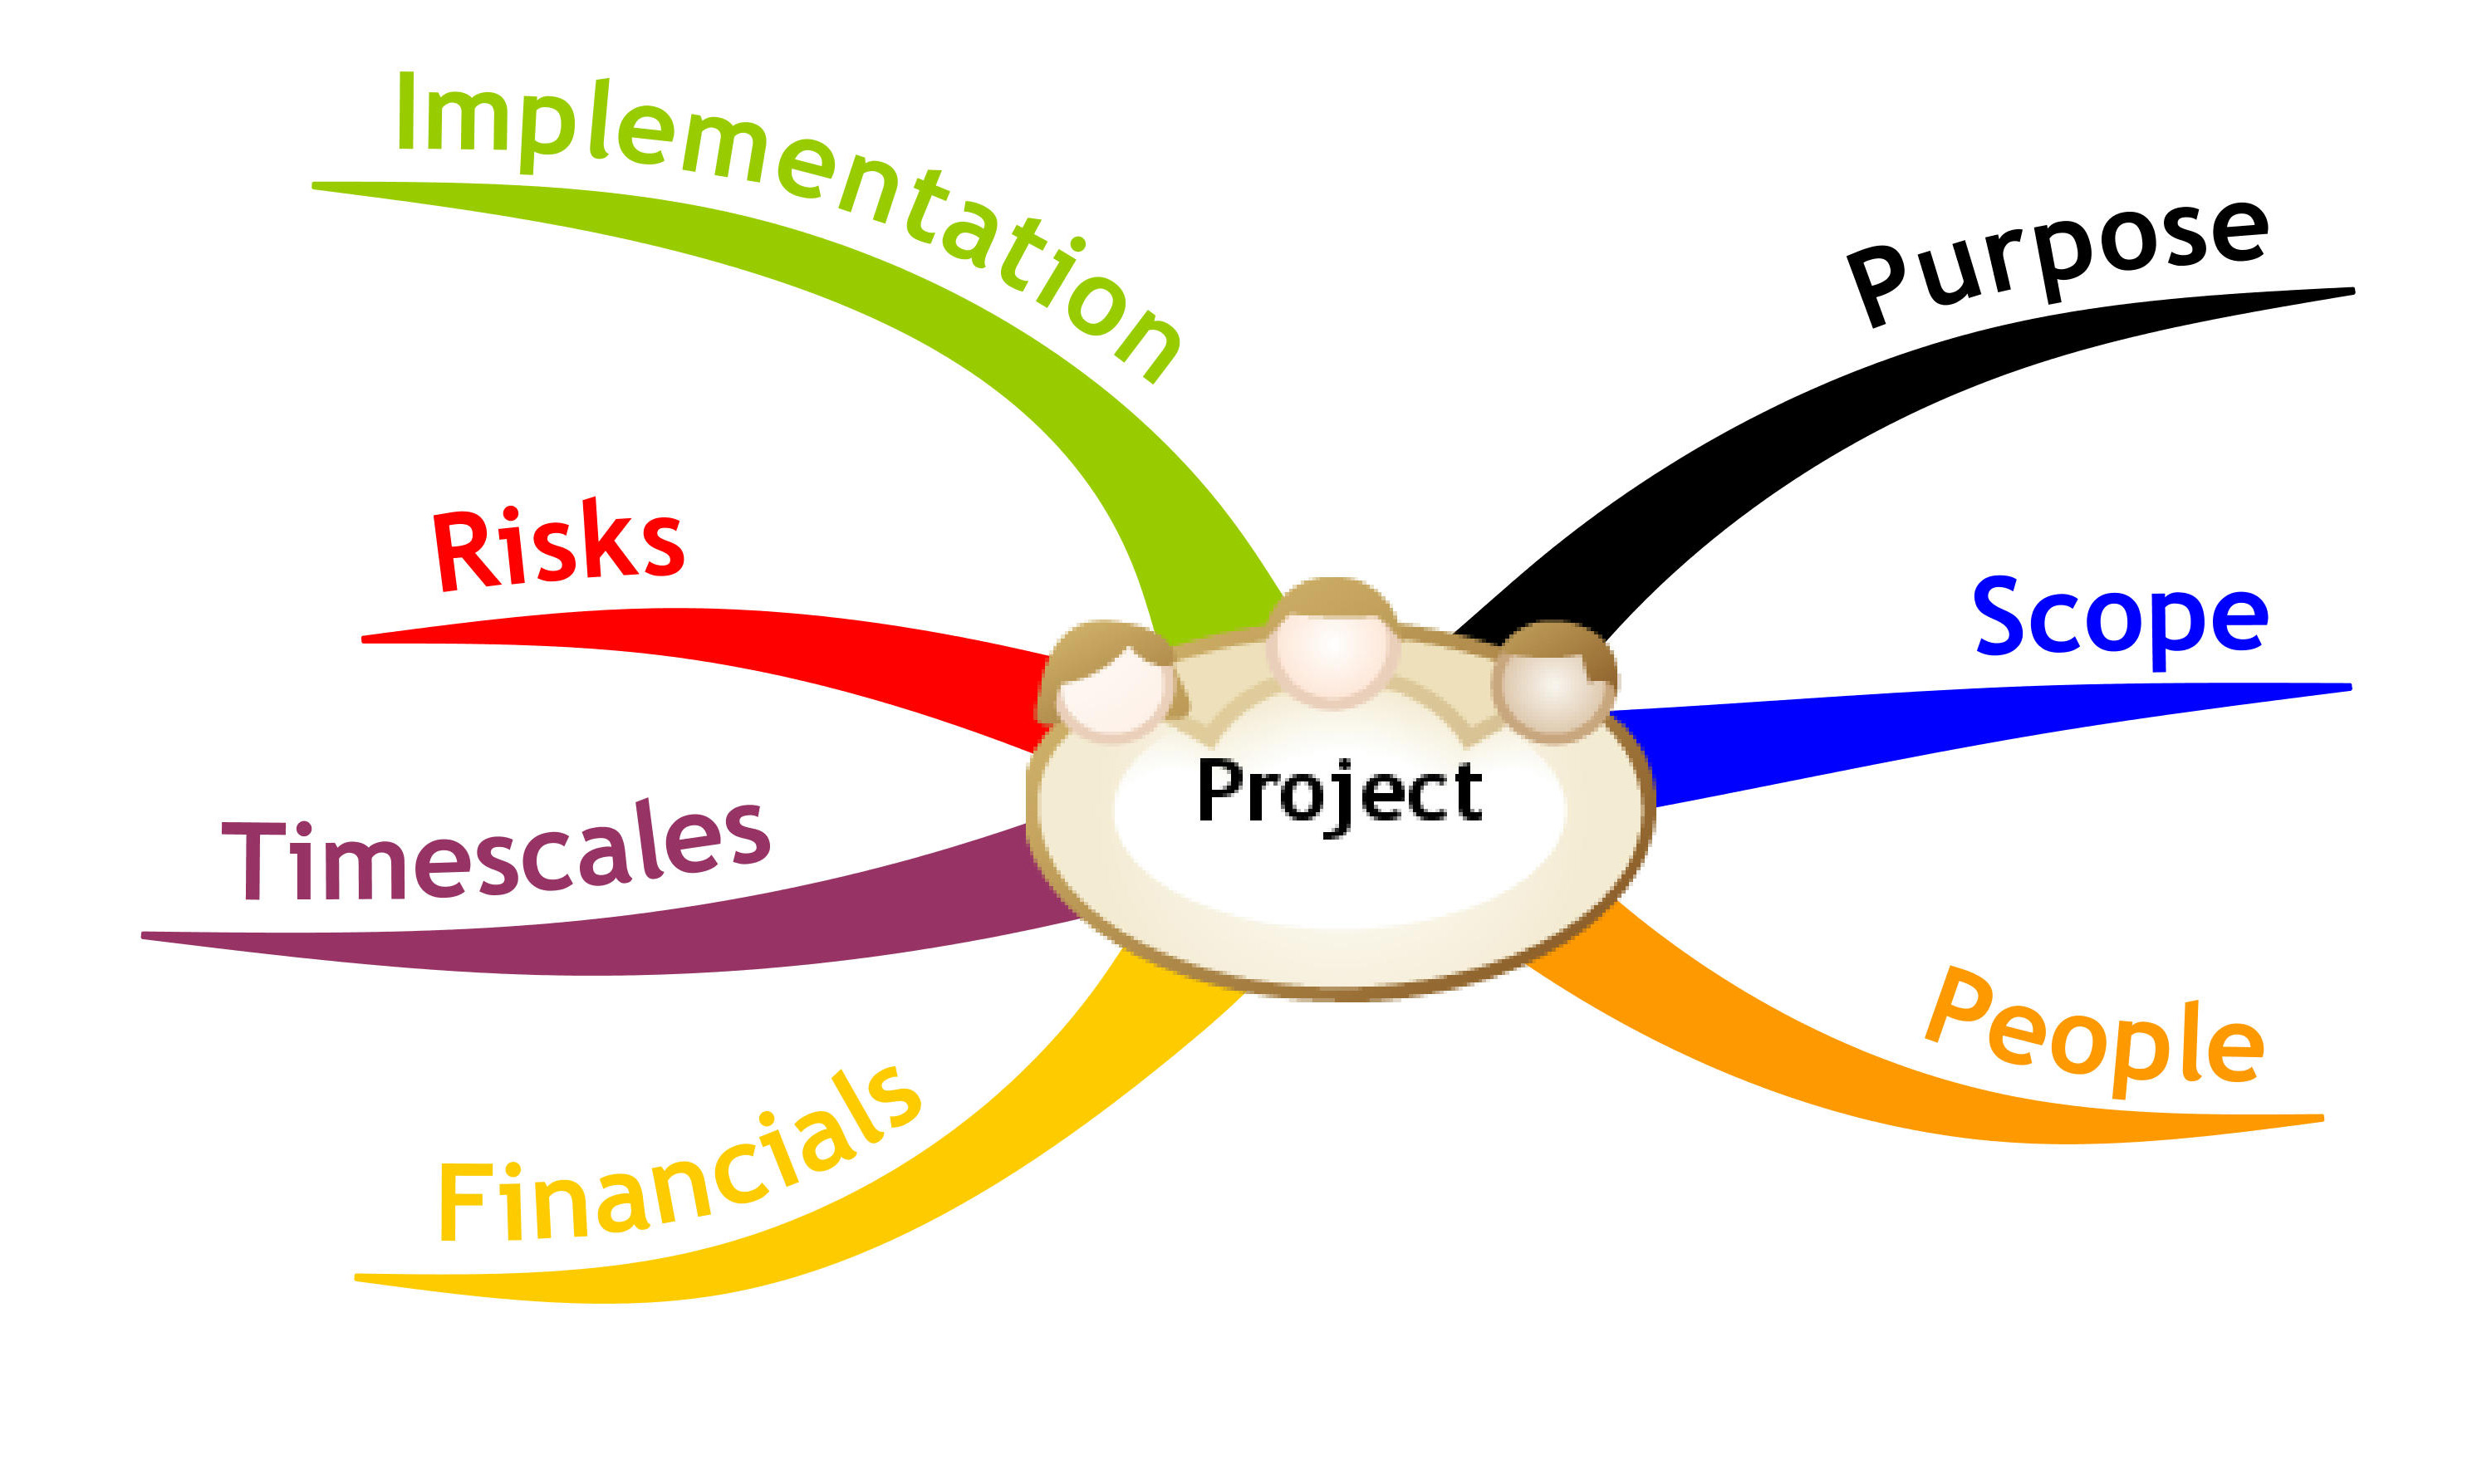 Implementation
Purpose
Risks
Scope
Project
Timescales
People
Financials